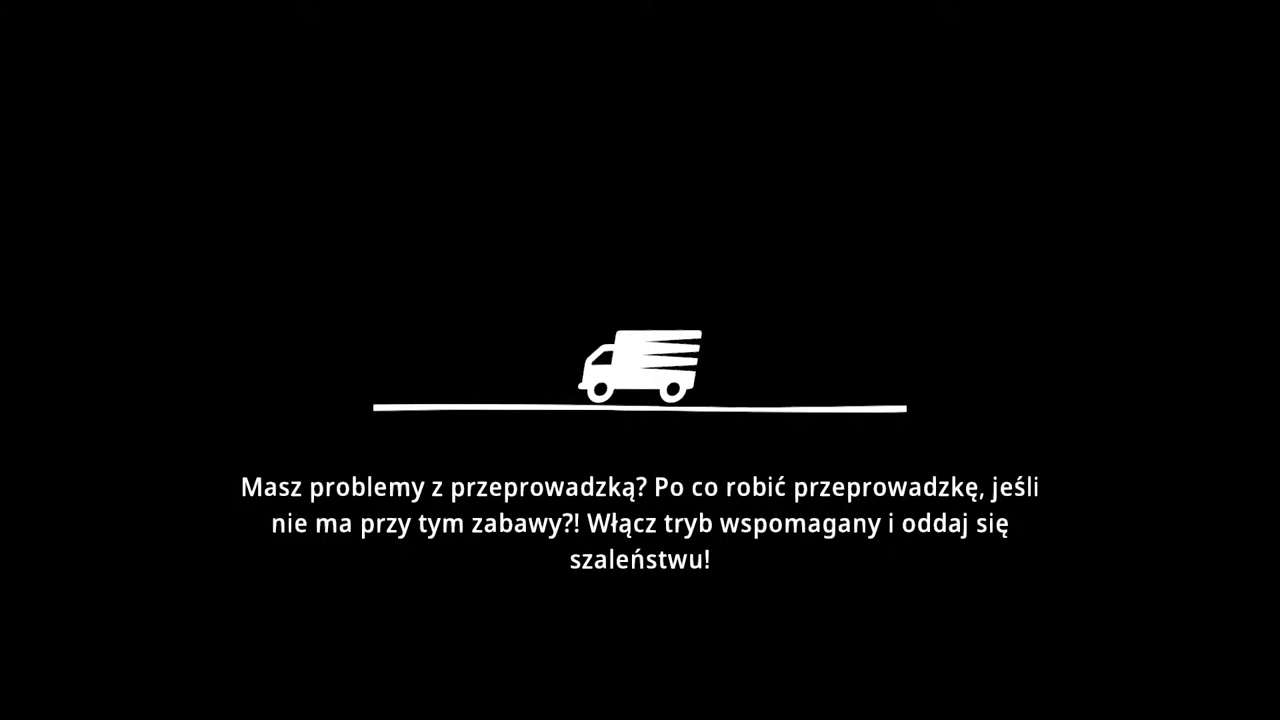 Masz problemy z przeprowadzką? Po co robić przeprowadzkę, jeśli
nie ma przy tym zabawy?! Włącz tryb wspomagany i oddaj się
szaleństwu!